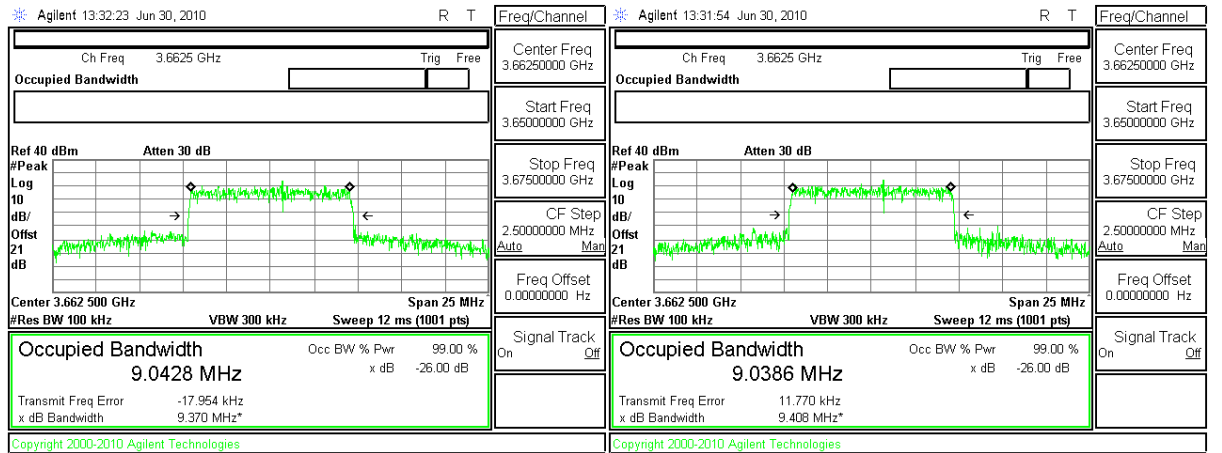 Agilent 13:32:23 Jun 30, 2010 R T Freq/Channel
Ch Freq 3.6625 GHz Trig Free
Occupied Bandwidth
Center Freq
3.66250000 GHz
Start Freq
3.65000000 GHz
Ref 40 dBm Atten 30 dB
#Peak
Log
10
dB/
Offst
21
dB
Stop Freq
3.67500000 GHz
CF Step
2.50000000 MHz
Auto Man
Freq Offset
0.00000000 Hz
Center 3.662 500 GHz Span 25 MHz
#Res BW 100 kHz VBW 300 kHz Sweep 12 ms (1001 pts)
Signal Track
On Off
Occupied Bandwidth Occ BW % Pwr 99.00 %
9.0428 MHz x dB -26.00 dB
Transmit Freq Error -17.954 kHz
x dB Bandwidth 9.370 MHz*
Copyright 2000-2010 Agilent Technologies
Agilent 13:31:54 Jun 30, 2010 R T Freq/Channel
Ch Freq 3.6625 GHz Trig Free
Occupied Bandwidth
Center Freq
3.66250000 GHz
Start Freq
3.65000000 GHz
Ref 40 dBm Atten 30 dB
#Peak
Log
10
dB/
Offst
21
dB
Stop Freq
3.67500000 GHz
CF Step
2.50000000 MHz
Auto Man
Freq Offset
0.00000000 Hz
Center 3.662 500 GHz Span 25 MHz
#Res BW 100 kHz VBW 300 kHz Sweep 12 ms (1001 pts)
Signal Track
On Off
Occupied Bandwidth Occ BW % Pwr 99.00 %
9.0386 MHz x dB -26.00 dB
Transmit Freq Error 11.770 kHz
x dB Bandwidth 9.408 MHz*
Copyright 2000-2010 Agilent Technologies